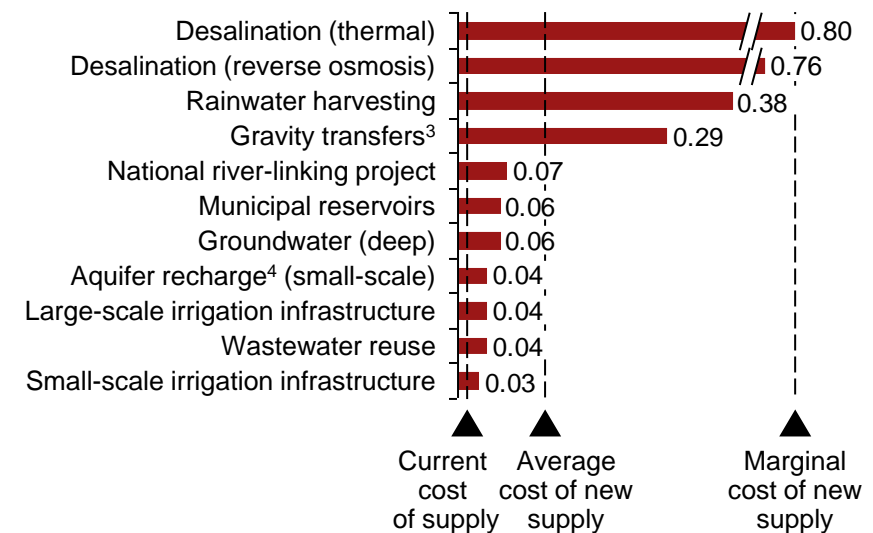 Desalination (thermal) 0.80
Desalination (reverse osmosis) 0.76
Rainwater harvesting 0.38
Gravity transfers³ 0.29
National river-linking project 0.07
Municipal reservoirs 0.06
Groundwater (deep) 0.06
Aquifer recharge⁴ (small-scale) 0.04
Large-scale irrigation infrastructure 0.04
Wastewater reuse 0.04
Small-scale irrigation infrastructure 0.03
Current
cost
of supply
Average
cost of new
supply
Marginal
cost of new
supply